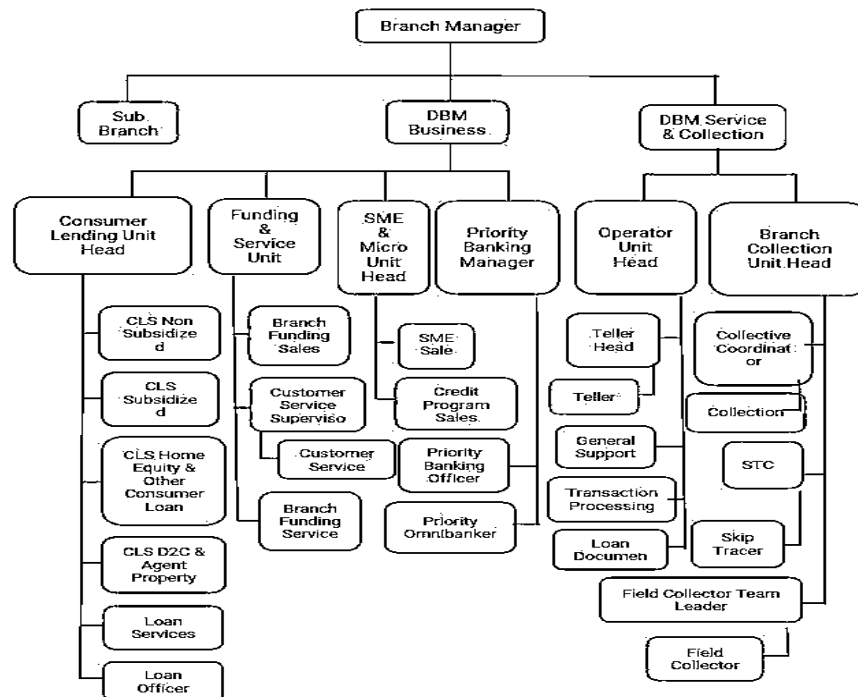 Branch Manager
Sub.
Branch
DBM
Business.
DBM Service
& Collection
Consumer
Lending Unit
Head
Funding
&
Service
Unit
SME
&
Micro
Unit
Head
Priority
Banking
Manager
Operator
Unit
Head
Branch
Collection
Unit.Head
CLS Non
Subsidize
d
CLS
Subsidize
d
CLS Home
Equity &
Other
Consumer
Loan
CLS D2C &
Agent
Property
Loan
Services
Loan
Officer
Branch
Funding
Sales
Customer
Service
Superviso
Customer
Service
Branch
Funding
Service
SME
Sale.
Credit
Program
Sales.
Priority
Banking
Officer
Priority
Omnibanker
Teller
Head
Teller
General
Support
Transaction
Processing
Loan
Documen
Collective
Coordinat
or
Collection
STC
Skip
Tracer
Field Collector Team
Leader
Field
Collector